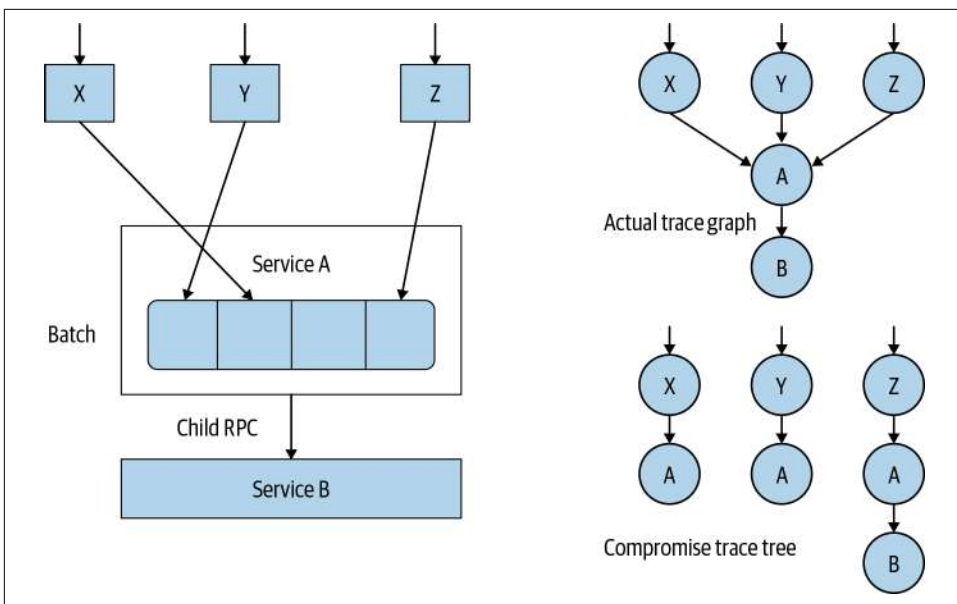 X
Y
Z
Service A
Batch
Child RPC
Service B
X
Y
Z
A
Actual trace graph
B
X
Y
Z
A
A
A
Compromise trace tree
B